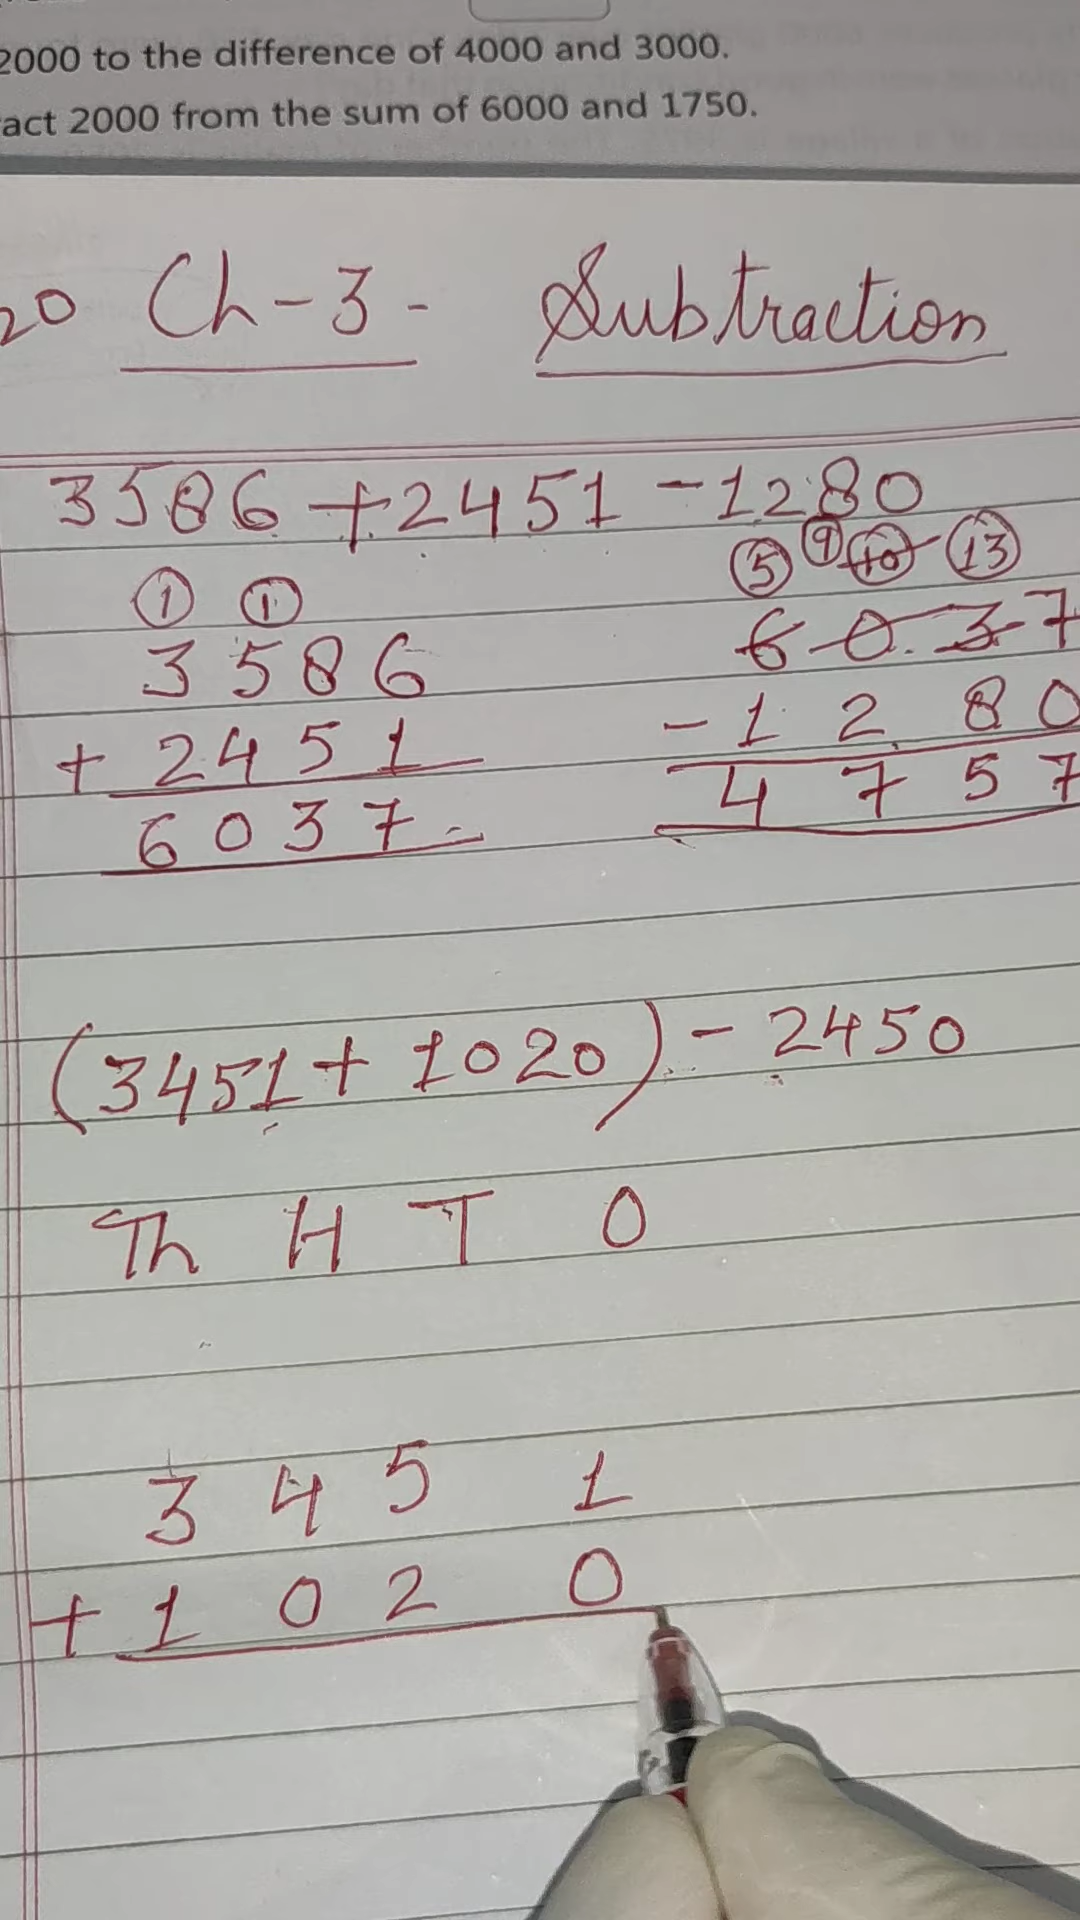 2000 to the difference of 4000 and 3000.
act 2000 from the sum of 6000 and 1750.
20 Ch-3- Subtraction
3586 + 2451 - 1280
1 1
3 5 8 6
+ 2 4 5 1
6 0 3 7
5 9 10 13
6 0 3 7
- 1 2 8 0
4 7 5 7
(3451 + 1020) - 2450
Th H T O
3 4 5 1
+ 1 0 2 0